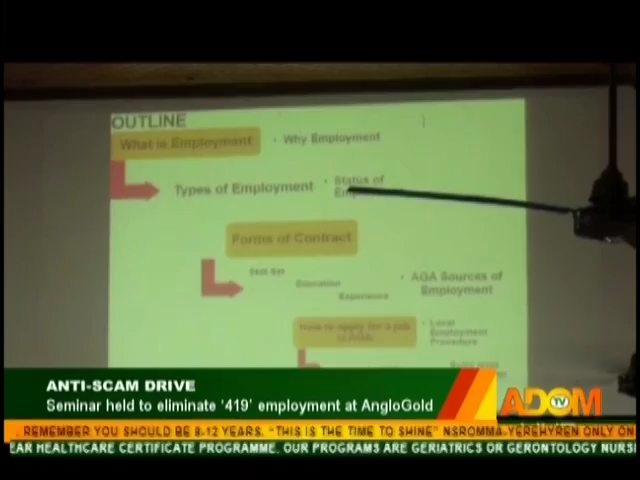 OUTLINE
What is Employment
• Why Employment
Types of Employment
• Status of
Forms of Contract
Skill Set
Education
Experience
• AGA Sources of
Employment
How to apply for a job
• Local
Employment
Procedure
ANTI-SCAM DRIVE
Seminar held to eliminate '419' employment at AngloGold
ADOM
TV
. REMEMBER YOU SHOULD BE 8-12 YEARS. "THIS IS THE TIME TO SHINE" NSROMMA-YEREHYREN ONLY ON
EAR HEALTHCARE CERTIFICATE PROGRAMME. OUR PROGRAMS ARE GERIATRICS OR GERONTOLOGY NURS